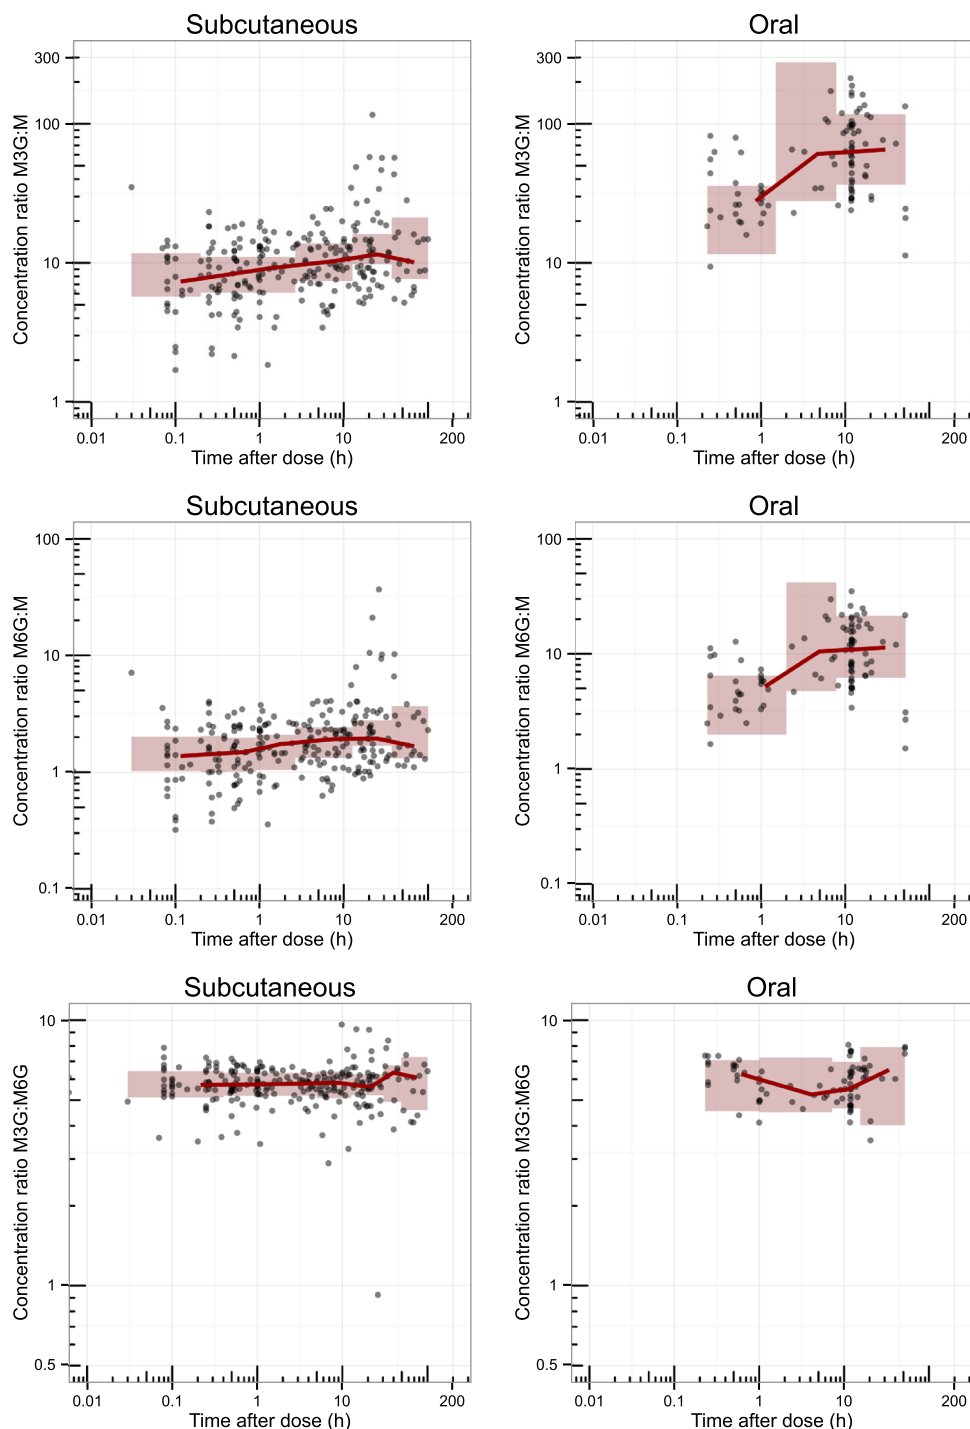 Subcutaneous
Oral
Concentration ratio M3G:M
300
100
10
1
0.01 0.1 1 10 200
Time after dose (h)
Concentration ratio M3G:M
300
100
10
1
0.01 0.1 1 10 200
Time after dose (h)
Subcutaneous
Oral
Concentration ratio M6G:M
100
10
1
0.1
0.01 0.1 1 10 200
Time after dose (h)
Concentration ratio M6G:M
100
10
1
0.1
0.01 0.1 1 10 200
Time after dose (h)
Subcutaneous
Oral
Concentration ratio M3G:M6G
10
1
0.5
0.01 0.1 1 10 200
Time after dose (h)
Concentration ratio M3G:M6G
10
1
0.5
0.01 0.1 1 10 200
Time after dose (h)